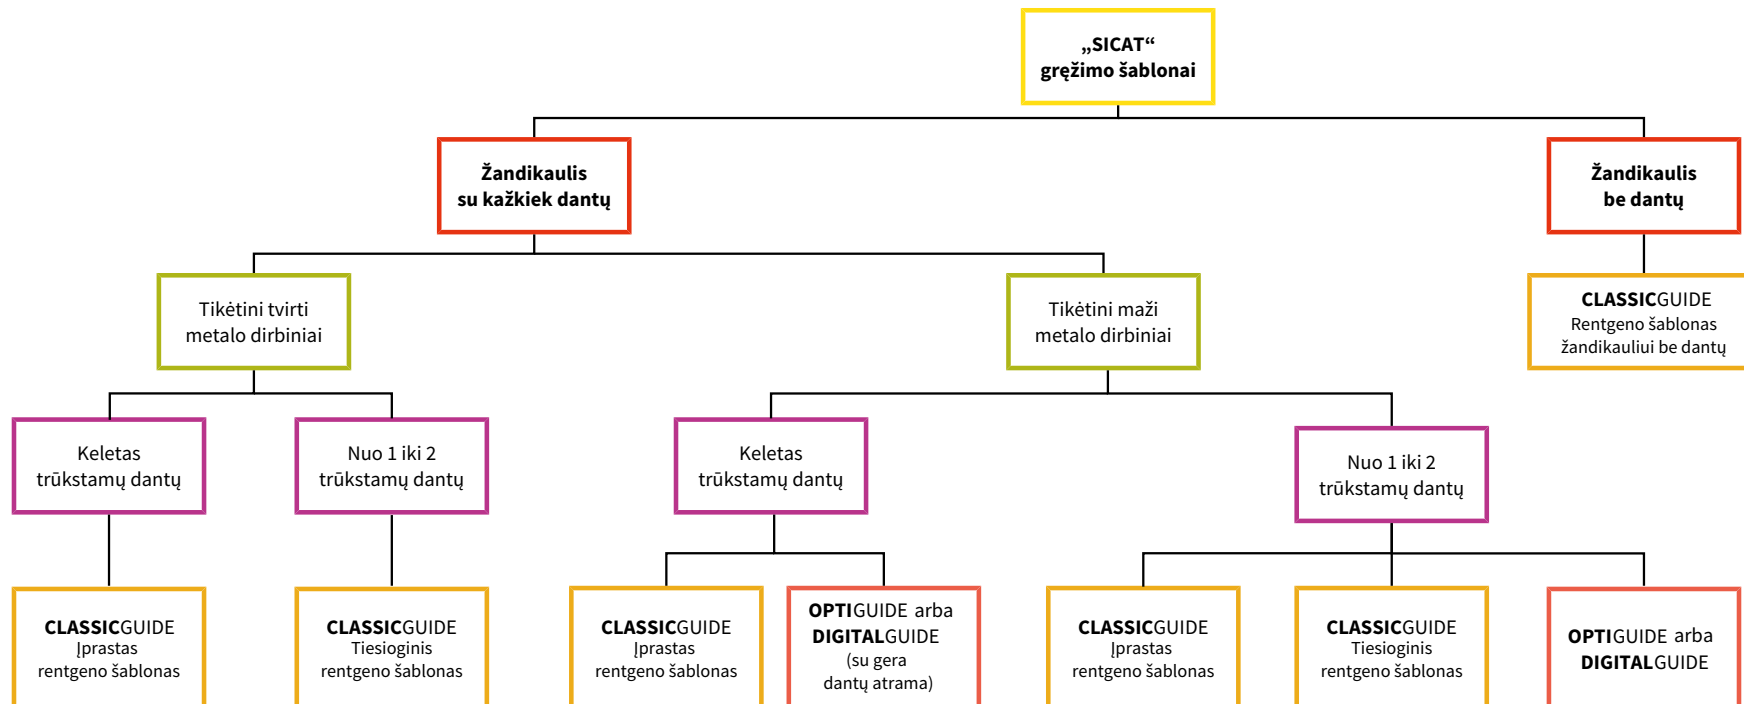 „SICAT“
gręžimo šablonai
Žandikaulis
su kažkiek dantų
Žandikaulis
be dantų
Tikėtini tvirti
metalo dirbiniai
Tikėtini maži
metalo dirbiniai
CLASSICGUIDE
Rentgeno šablonas
žandikauliui be dantų
Keletas
trūkstamų dantų
Nuo 1 iki 2
trūkstamų dantų
Keletas
trūkstamų dantų
Nuo 1 iki 2
trūkstamų dantų
CLASSICGUIDE
Įprastas
rentgeno šablonas
CLASSICGUIDE
Tiesioginis
rentgeno šablonas
CLASSICGUIDE
Įprastas
rentgeno šablonas
OPTIGUIDE arba
DIGITALGUIDE
(su gera
dantų atrama)
CLASSICGUIDE
Įprastas
rentgeno šablonas
CLASSICGUIDE
Tiesioginis
rentgeno šablonas
OPTIGUIDE arba
DIGITALGUIDE